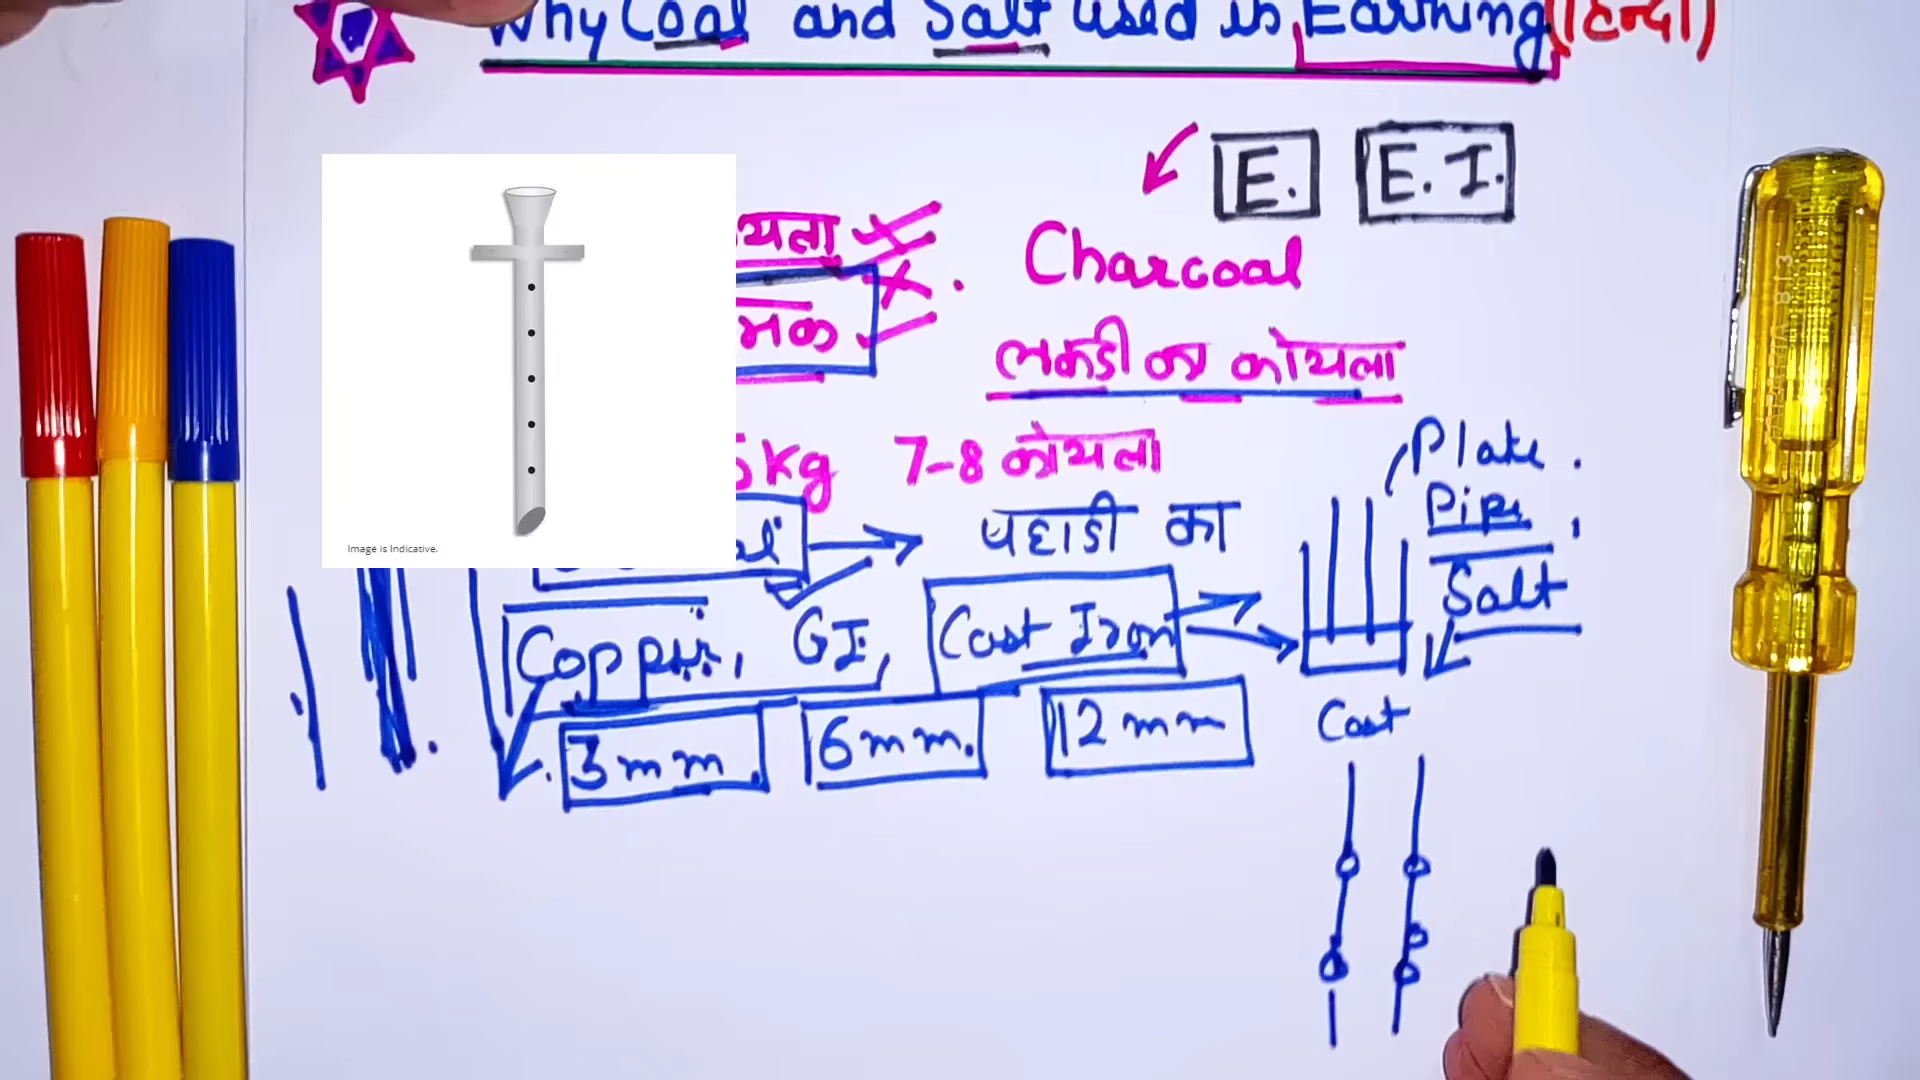 Why Coal and Salt used in Earthing (हिन्दी)
E. E.I.
Charcoal
लकडी का कोयला
Kg 7-8 कोयला
Plate.
Pipe
पहाडी का
Salt
Image is Indicative.
Copper, GI, Cast Iron
3mm 6mm. 12mm
Cast